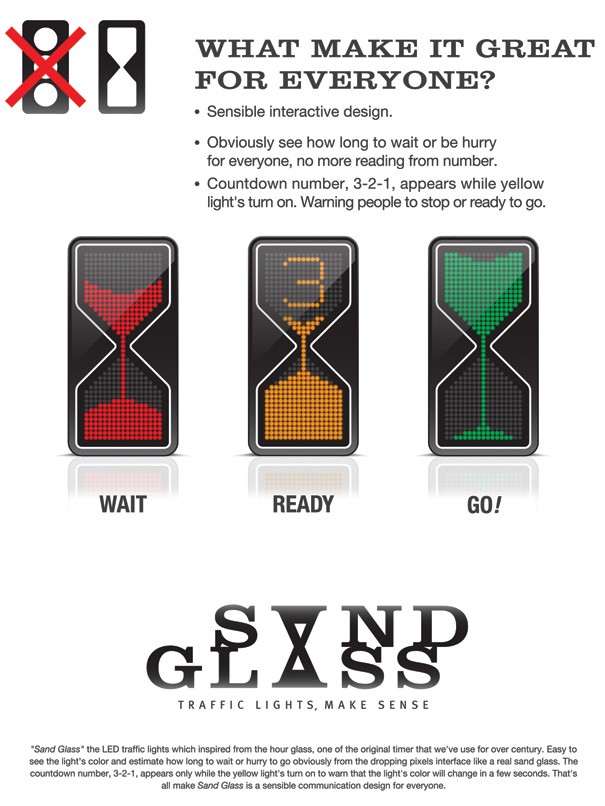 WHAT MAKE IT GREAT
FOR EVERYONE?
• Sensible interactive design.
• Obviously see how long to wait or be hurry
for everyone, no more reading from number.
• Countdown number, 3-2-1, appears while yellow
light's turn on. Warning people to stop or ready to go.
3
WAIT READY GO!
SAND
GLASS
TRAFFIC LIGHTS, MAKE SENSE
"Sand Glass" the LED traffic lights which inspired from the hour glass, one of the original timer that we've use for over century. Easy to
see the light's color and estimate how long to wait or hurry to go obviously from the dropping pixels interface like a real sand glass. The
countdown number, 3-2-1, appears only while the yellow light's turn on to warn that the light's color will change in a few seconds. That's
all make Sand Glass is a sensible communication design for everyone.